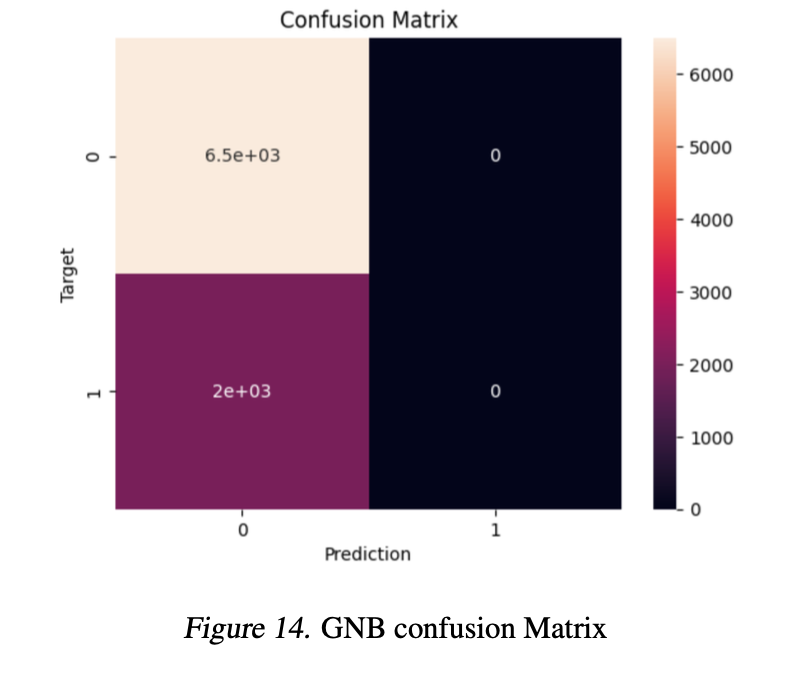 Confusion Matrix
6.5e+03
0
2e+03
0
0
1
Target
0
1
Prediction
6000
5000
4000
3000
2000
1000
0
Figure 14. GNB confusion Matrix